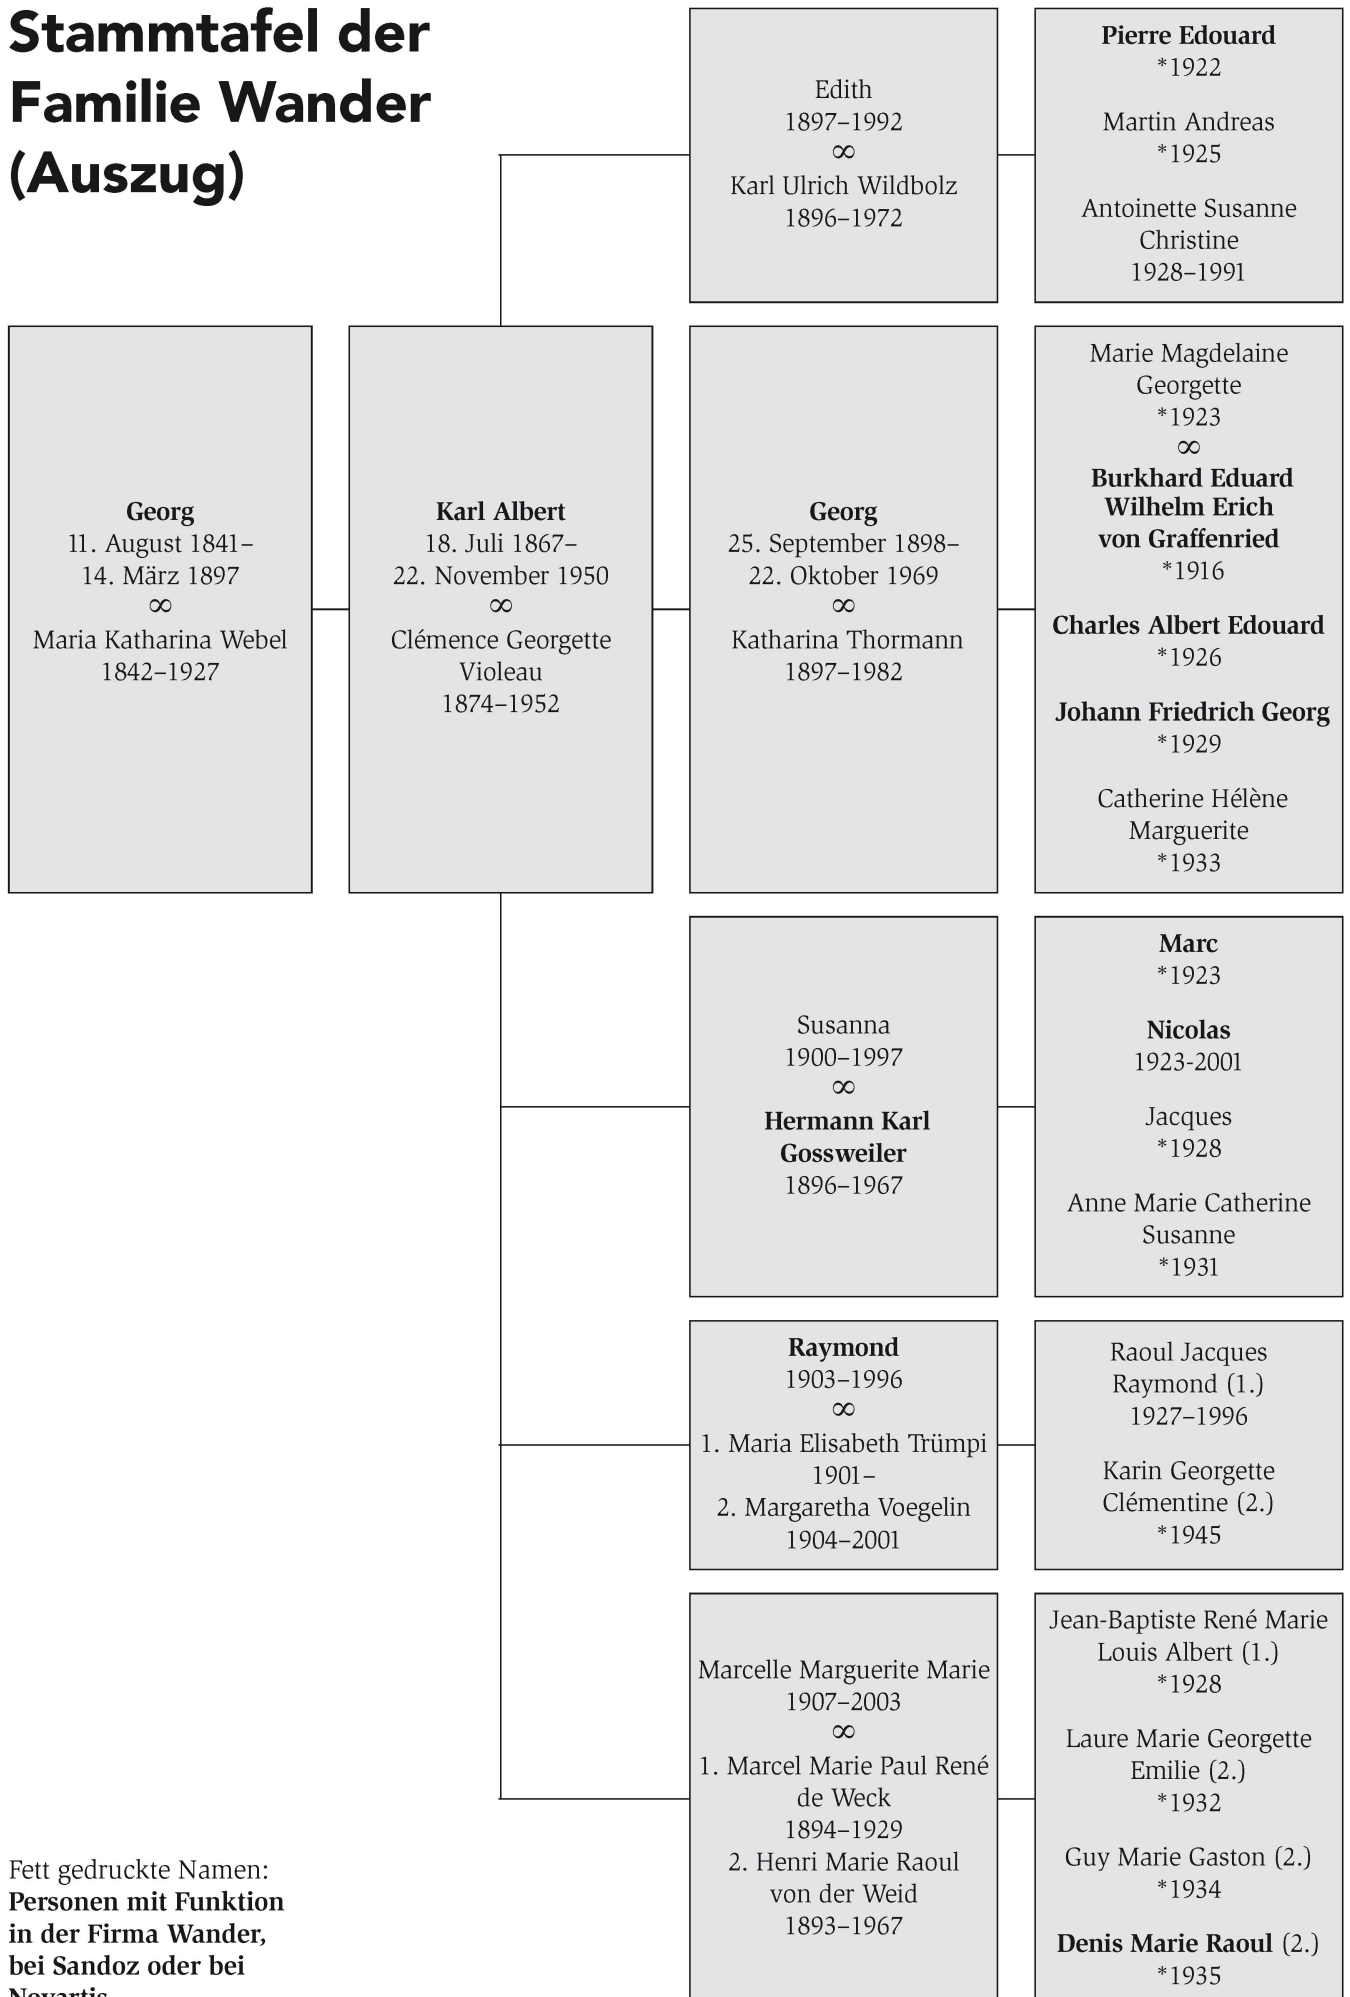 Stammtafel der
Familie Wander
(Auszug)
Georg
11. August 1841–
14. März 1897
∞
Maria Katharina Webel
1842–1927
Karl Albert
18. Juli 1867–
22. November 1950
∞
Clémence Georgette
Violeau
1874–1952
Edith
1897–1992
∞
Karl Ulrich Wildbolz
1896–1972
Pierre Edouard
*1922
Martin Andreas
*1925
Antoinette Susanne
Christine
1928–1991
Georg
25. September 1898–
22. Oktober 1969
∞
Katharina Thormann
1897–1982
Marie Magdelaine
Georgette
*1923
∞
Burkhard Eduard
Wilhelm Erich
von Graffenried
*1916
Charles Albert Edouard
*1926
Johann Friedrich Georg
*1929
Catherine Hélène
Marguerite
*1933
Susanna
1900–1997
∞
Hermann Karl
Gossweiler
1896–1967
Marc
*1923
Nicolas
1923-2001
Jacques
*1928
Anne Marie Catherine
Susanne
*1931
Raymond
1903–1996
∞
1. Maria Elisabeth Trümpi
1901–
2. Margaretha Voegelin
1904–2001
Raoul Jacques
Raymond (1.)
1927–1996
Karin Georgette
Clémentine (2.)
*1945
Marcelle Marguerite Marie
1907–2003
∞
1. Marcel Marie Paul René
de Weck
1894–1929
2. Henri Marie Raoul
von der Weid
1893–1967
Jean-Baptiste René Marie
Louis Albert (1.)
*1928
Laure Marie Georgette
Emilie (2.)
*1932
Guy Marie Gaston (2.)
*1934
Denis Marie Raoul (2.)
*1935
Fett gedruckte Namen:
Personen mit Funktion
in der Firma Wander,
bei Sandoz oder bei
Novartis